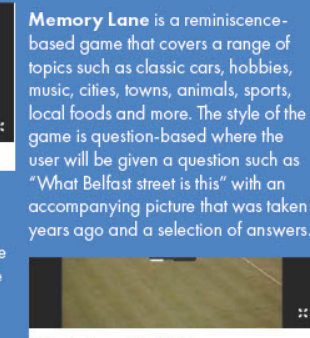 Memory Lane is a reminiscence-
based game that covers a range of
topics such as classic cars, hobbies,
music, cities, towns, animals, sports,
local foods and more. The style of the
game is question-based where the
user will be given a question such as
“What Belfast street is this” with an
accompanying picture that was taken
years ago and a selection of answers.